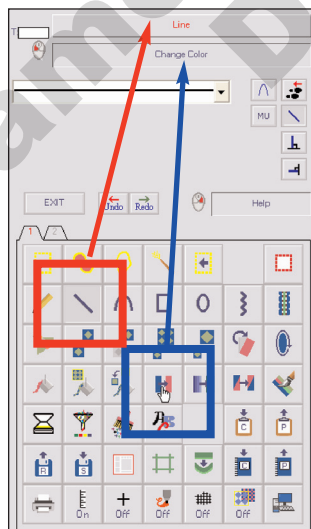 T
Line
Change Color
MU
EXIT
Undo
Redo
Help
1
2
C
P
R
S
C
P
On
Off
Off
Off
Off